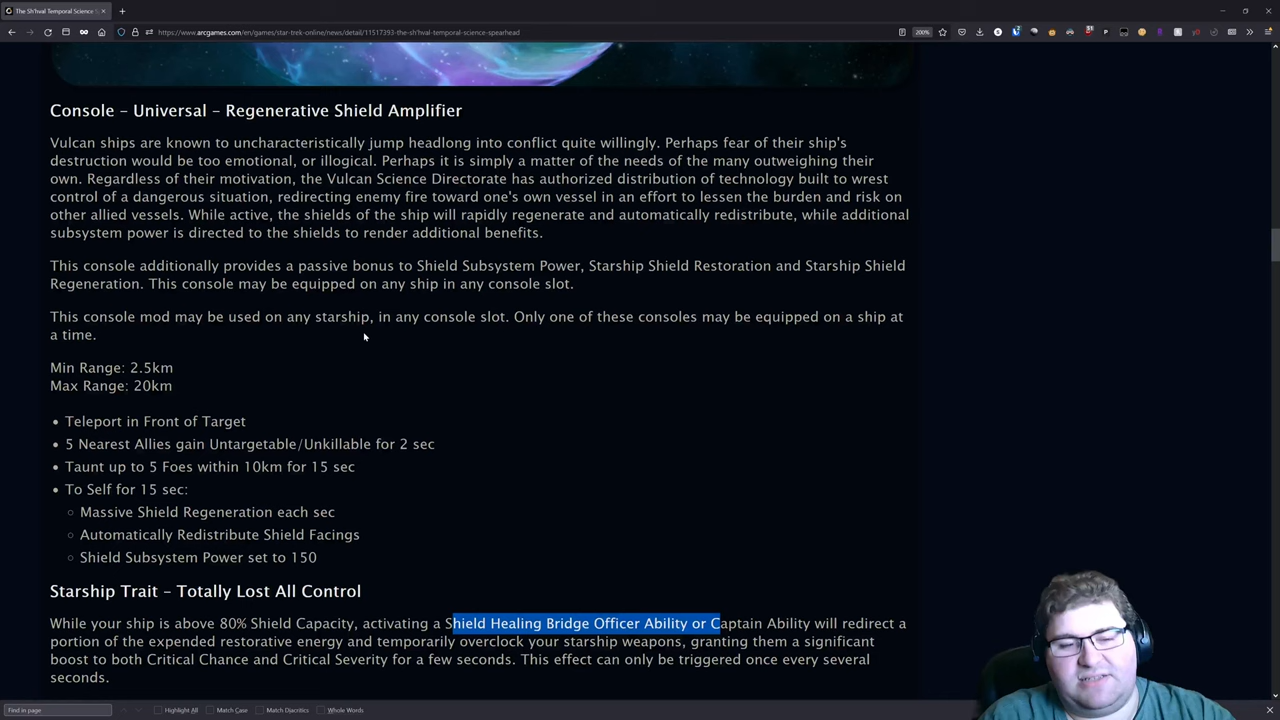 The Sh'hval Temporal Science S
https://www.arcgames.com/en/games/star-trek-online/news/detail/11517393-the-sh'hval-temporal-science-spearhead
200%
Console – Universal – Regenerative Shield Amplifier
Vulcan ships are known to uncharacteristically jump headlong into conflict quite willingly. Perhaps fear of their ship's
destruction would be too emotional, or illogical. Perhaps it is simply a matter of the needs of the many outweighing their
own. Regardless of their motivation, the Vulcan Science Directorate has authorized distribution of technology built to wrest
control of a dangerous situation, redirecting enemy fire toward one's own vessel in an effort to lessen the burden and risk on
other allied vessels. While active, the shields of the ship will rapidly regenerate and automatically redistribute, while additional
subsystem power is directed to the shields to render additional benefits.
This console additionally provides a passive bonus to Shield Subsystem Power, Starship Shield Restoration and Starship Shield
Regeneration. This console may be equipped on any ship in any console slot.
This console mod may be used on any starship, in any console slot. Only one of these consoles may be equipped on a ship at
a time.
Min Range: 2.5km
Max Range: 20km
• Teleport in Front of Target
• 5 Nearest Allies gain Untargetable/Unkillable for 2 sec
• Taunt up to 5 Foes within 10km for 15 sec
• To Self for 15 sec:
○ Massive Shield Regeneration each sec
○ Automatically Redistribute Shield Facings
○ Shield Subsystem Power set to 150
Starship Trait – Totally Lost All Control
While your ship is above 80% Shield Capacity, activating a Shield Healing Bridge Officer Ability or Captain Ability will redirect a
portion of the expended restorative energy and temporarily overclock your starship weapons, granting them a significant
boost to both Critical Chance and Critical Severity for a few seconds. This effect can only be triggered once every several
seconds.
Find in page
Highlight All
Match Case
Match Diacritics
Whole Words